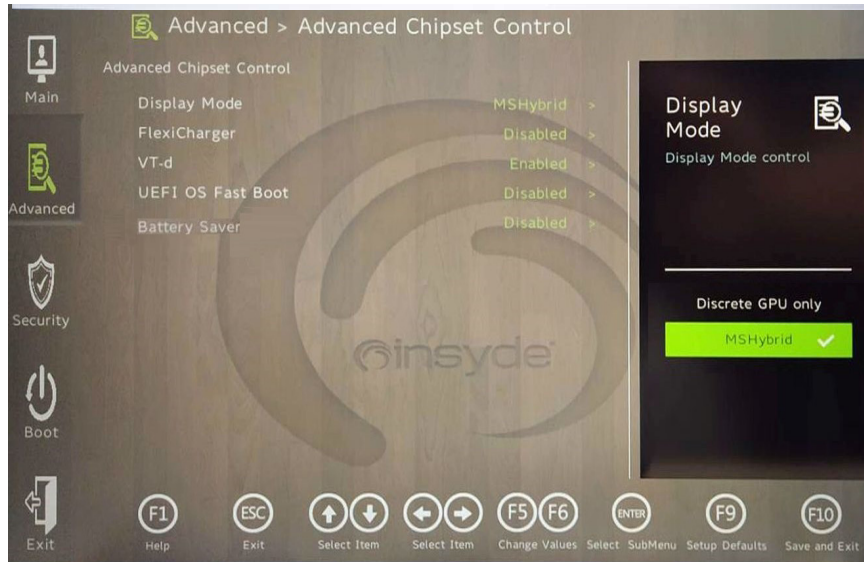 Advanced > Advanced Chipset Control
Main
Advanced
Security
Boot
Exit
Advanced Chipset Control
Display Mode MSHybrid >
FlexiCharger Disabled >
VT-d Enabled >
UEFI OS Fast Boot Disabled >
Battery Saver Disabled >
insyde
Display
Mode
Display Mode control
Discrete GPU only
MSHybrid
F1 ESC F5 F6 ENTER F9 F10
Help Exit Select Item Select Item Change Values Select SubMenu Setup Defaults Save and Exit